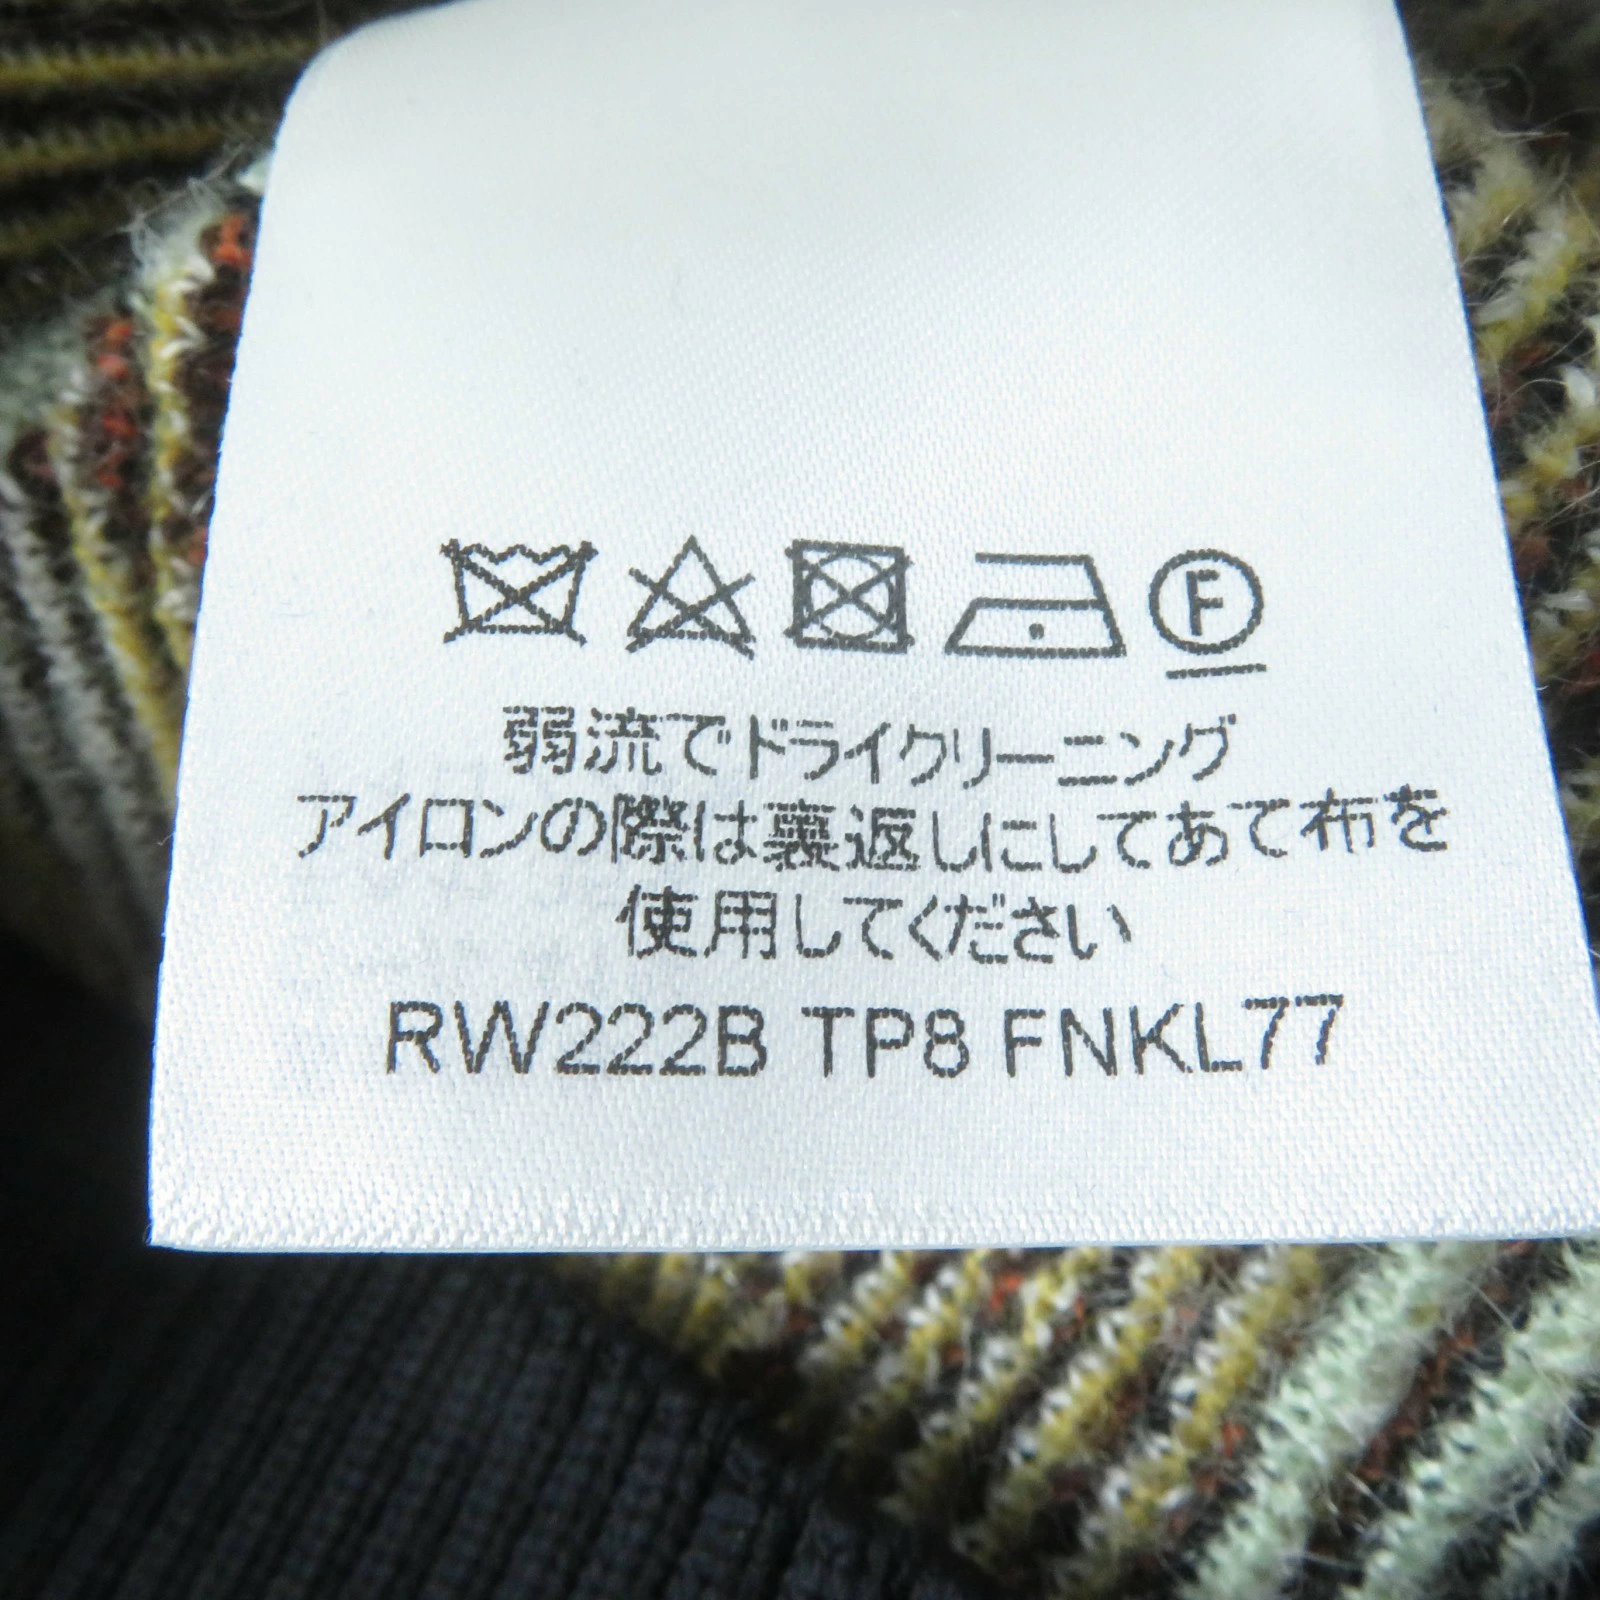 F
弱流でドライクリーニング
アイロンの際は裏返しにしてあて布を
使用してください
RW222B TP8 FNKL77